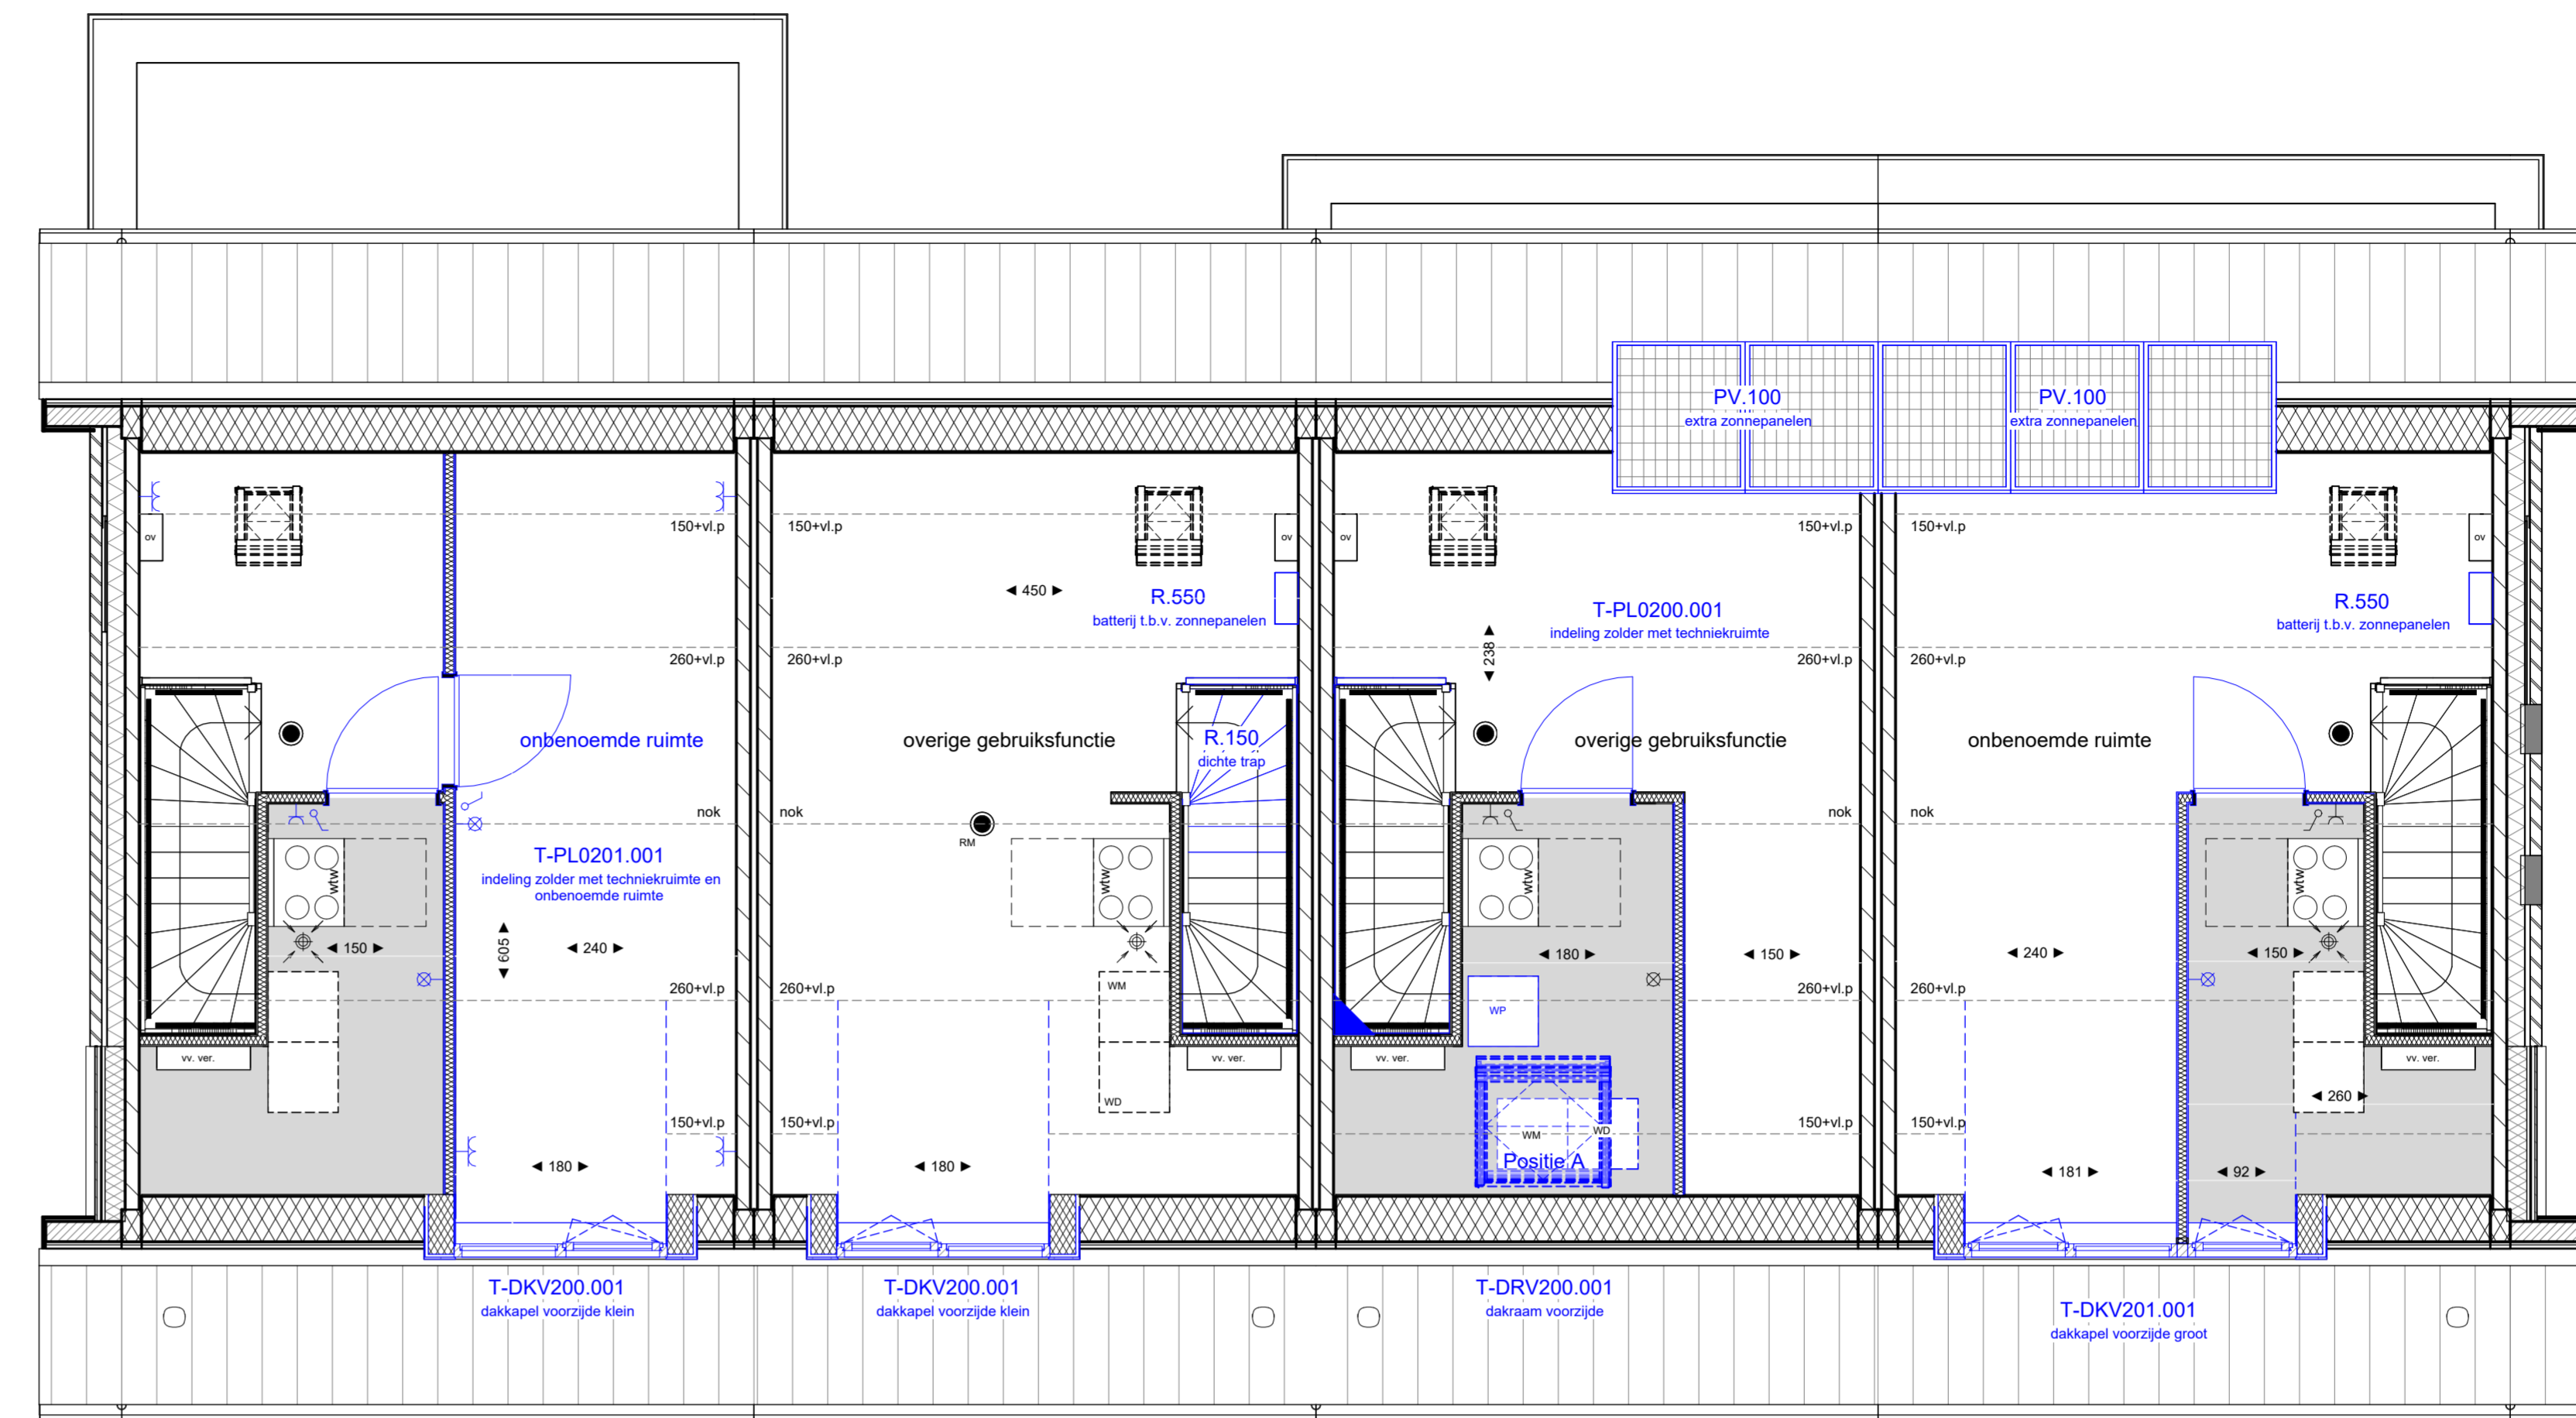 PV.100
extra zonnepanelen
PV.100
extra zonnepanelen
150+vl.p
150+vl.p
150+vl.p
150+vl.p
ov
ov
ov
ov
450
R.550
batterij t.b.v. zonnepanelen
T-PL0200.001
indeling zolder met techniekruimte
R.550
batterij t.b.v. zonnepanelen
238
260+vl.p
260+vl.p
260+vl.p
260+vl.p
onbenoemde ruimte
overige gebruiksfunctie
R.150
dichte trap
overige gebruiksfunctie
onbenoemde ruimte
nok
nok
nok
nok
RM
T-PL0201.001
indeling zolder met techniekruimte en
onbenoemde ruimte
wtw
wtw
wtw
wtw
150
605
240
180
150
240
150
260+vl.p
260+vl.p
WM
260+vl.p
260+vl.p
WP
vv. ver.
vv. ver.
vv. ver.
vv. ver.
WD
260
150+vl.p
150+vl.p
150+vl.p
150+vl.p
WM
WD
Positie A
180
180
181
92
T-DKV200.001
dakkapel voorzijde klein
T-DKV200.001
dakkapel voorzijde klein
T-DRV200.001
dakraam voorzijde
T-DKV201.001
dakkapel voorzijde groot